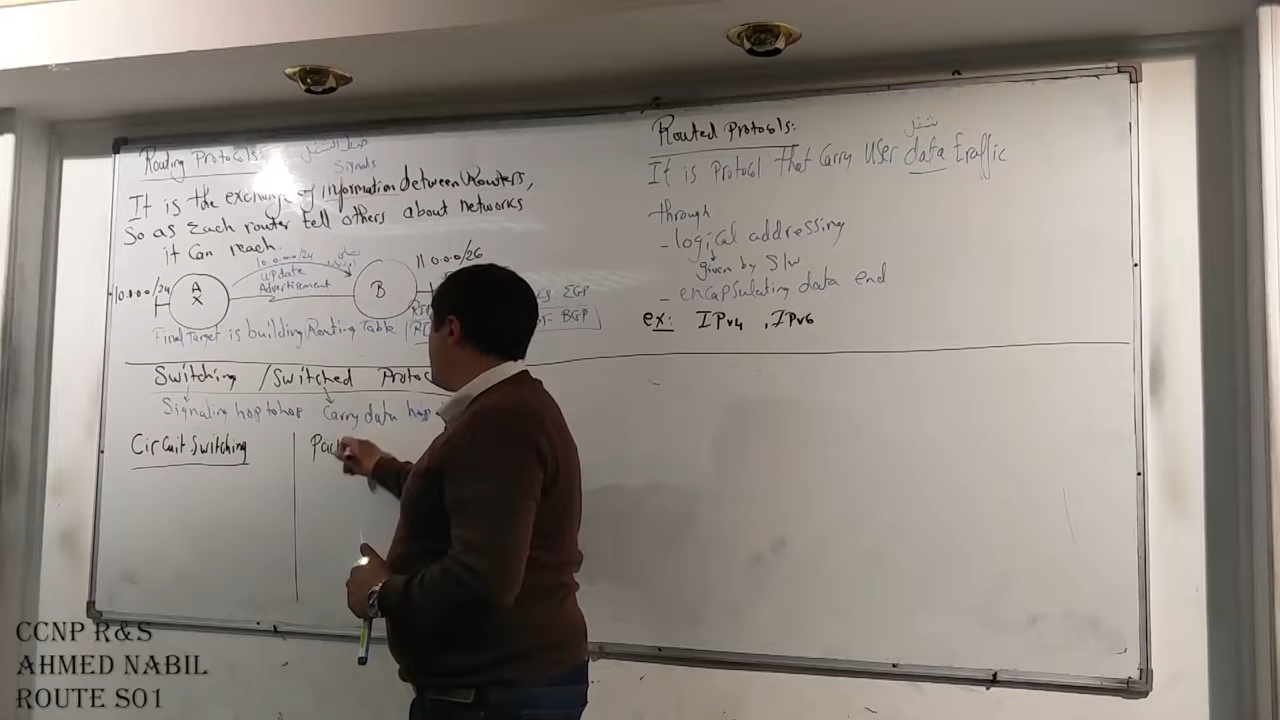 Routing Protocols:
Signals
It is the exchange of information between Routers,
So as Each router tell others about networks
it Can reach.
10.0.0.0/24
11.0.0.0/26
10.0.0.0/24
update
Advertisement
A
X
B
EGP
BGP
Final Target is building Routing Table
Switching / Switched Protoc
Signaling hop to hop Carry data hop
Circuit Switching
Pac
Routed Protocols:
شغل
It is Protocol that Carry User data traffic
through
- logical addressing
given by S/W
- encapsulating data end
ex: IPv4 , IPv6
CCNP R&S
AHMED NABIL
ROUTE S01